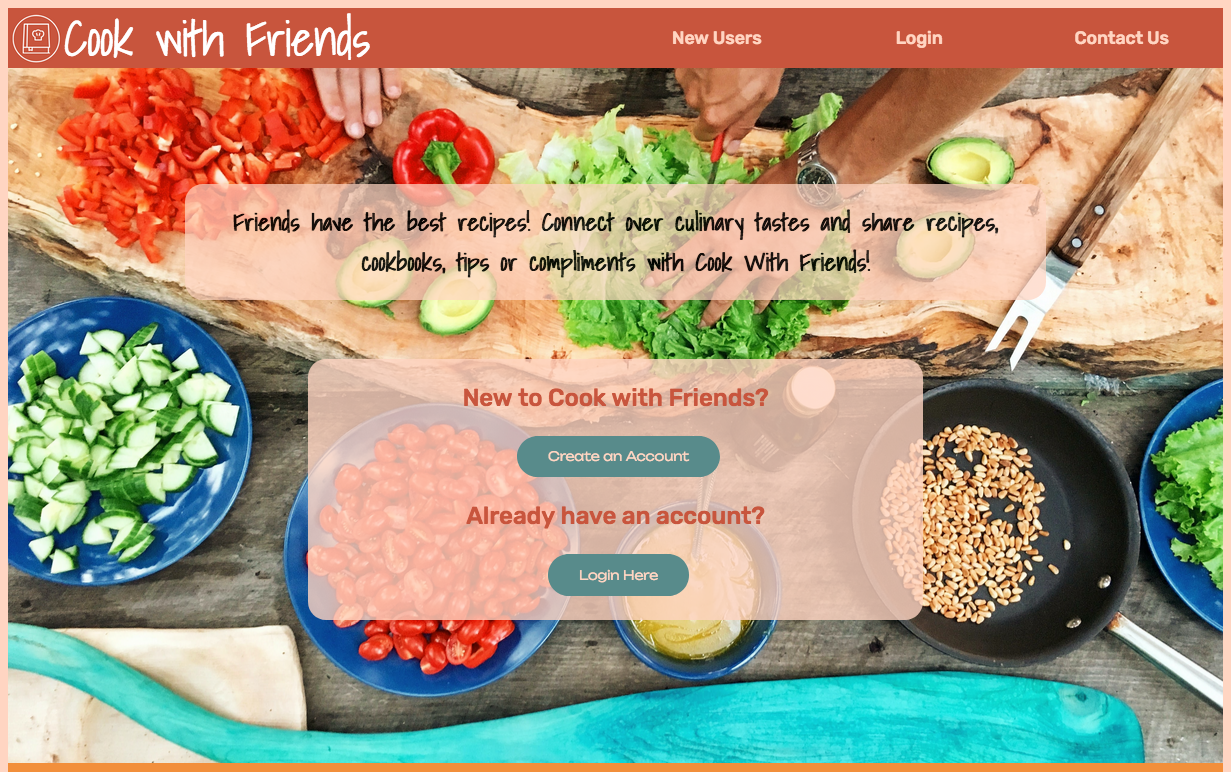 Cook with Friends
New Users
Login
Contact Us
Friends have the best recipes! Connect over culinary tastes and share recipes,
cookbooks, tips or compliments with Cook With Friends!
New to Cook with Friends?
Create an Account
Already have an account?
Login Here